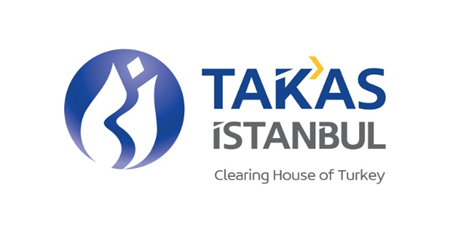 TAKAS
İSTANBUL
Clearing House of Turkey